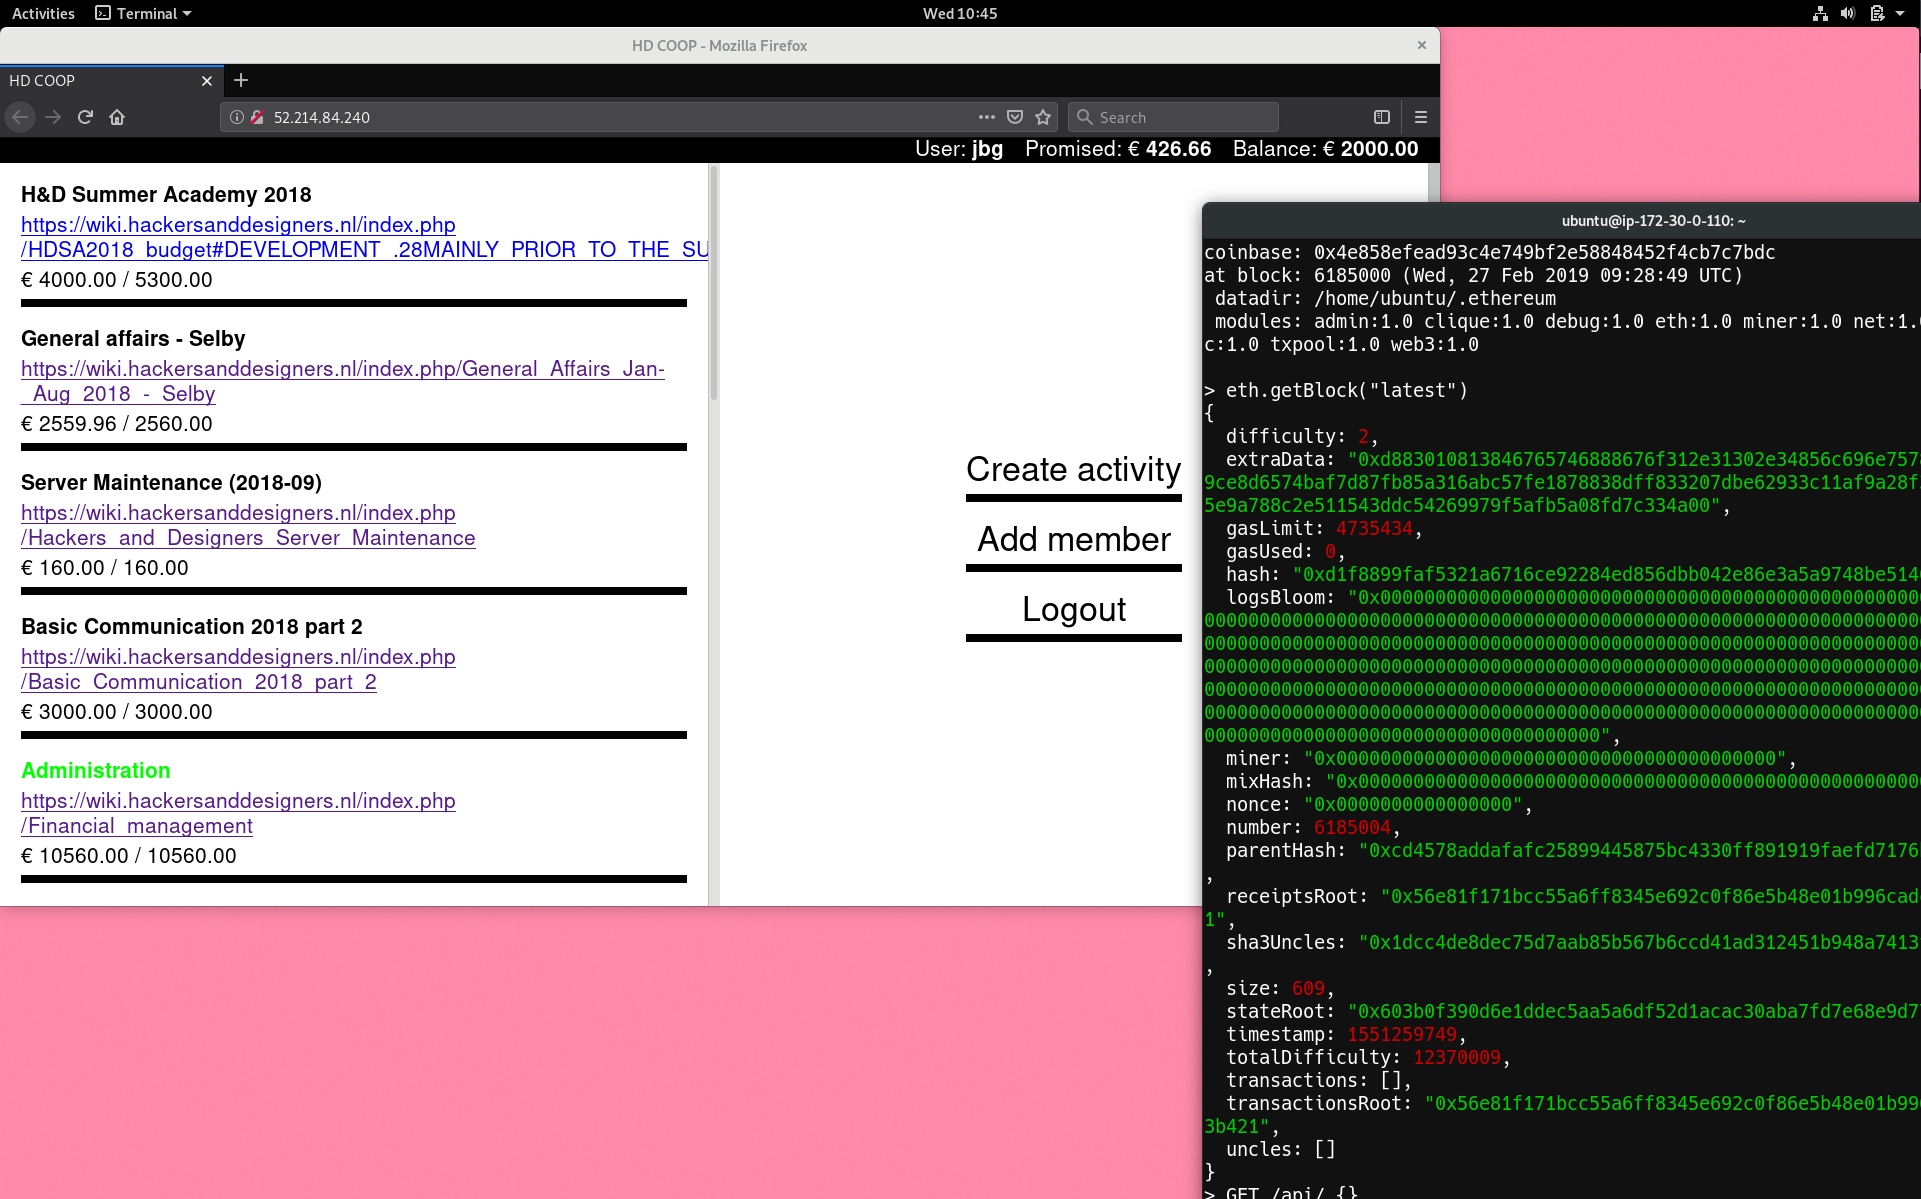 Activities Terminal Wed 10:45
HD COOP - Mozilla Firefox
HD COOP
52.214.84.240 Search
User: jbg Promised: € 426.66 Balance: € 2000.00
H&D Summer Academy 2018
https://wiki.hackersanddesigners.nl/index.php
/HDSA2018_budget#DEVELOPMENT_.28MAINLY_PRIOR_TO_THE_SU
€ 4000.00 / 5300.00
General affairs - Selby
https://wiki.hackersanddesigners.nl/index.php/General_Affairs_Jan-
_Aug_2018_-_Selby
€ 2559.96 / 2560.00
Server Maintenance (2018-09)
https://wiki.hackersanddesigners.nl/index.php
/Hackers_and_Designers_Server_Maintenance
€ 160.00 / 160.00
Basic Communication 2018 part 2
https://wiki.hackersanddesigners.nl/index.php
/Basic_Communication_2018_part_2
€ 3000.00 / 3000.00
Administration
https://wiki.hackersanddesigners.nl/index.php
/Financial_management
€ 10560.00 / 10560.00
Create activity
Add member
Logout
ubuntu@ip-172-30-0-110: ~
coinbase: 0x4e858efead93c4e749bf2e58848452f4cb7c7bdc
at block: 6185000 (Wed, 27 Feb 2019 09:28:49 UTC)
datadir: /home/ubuntu/.ethereum
modules: admin:1.0 clique:1.0 debug:1.0 eth:1.0 miner:1.0 net:1.
c:1.0 txpool:1.0 web3:1.0
> eth.getBlock("latest")
{
difficulty: 2,
extraData: "0xd883010813846765746888676f312e31302e34856c696e757
9ce8d6574baf7d87fb85a316abc57fe1878838dff833207dbe62933c11af9a28f
5e9a788c2e511543ddc54269979f5afb5a08fd7c334a00",
gasLimit: 4735434,
gasUsed: 0,
hash: "0xd1f8899faf5321a6716ce92284ed856dbb042e86e3a5a9748be514
logsBloom: "0x000000000000000000000000000000000000000000000000000
00000000000000000000000000000000000000000000000000000000000000000
00000000000000000000000000000000000000000000000000000000000000000
00000000000000000000000000000000000000000000000000000000000000000
00000000000000000000000000000000000000000000000000000000000000000
00000000000000000000000000000000000000000000000000000000000000000
000000000000000000000000000000000000",
miner: "0x0000000000000000000000000000000000000000",
mixHash: "0x00000000000000000000000000000000000000000000000000000
nonce: "0x0000000000000000",
number: 6185004,
parentHash: "0xcd4578addafafc25899445875bc4330ff891919faefd7176
,
receiptsRoot: "0x56e81f171bcc55a6ff8345e692c0f86e5b48e01b996cad
1",
sha3Uncles: "0x1dcc4de8dec75d7aab85b567b6ccd41ad312451b948a7413
,
size: 609,
stateRoot: "0x603b0f390d6e1ddec5aa5a6df52d1acac30aba7fd7e68e9d7
timestamp: 1551259749,
totalDifficulty: 12370009,
transactions: [],
transactionsRoot: "0x56e81f171bcc55a6ff8345e692c0f86e5b48e01b99
3b421",
uncles: []
}
> GET /api/ {}